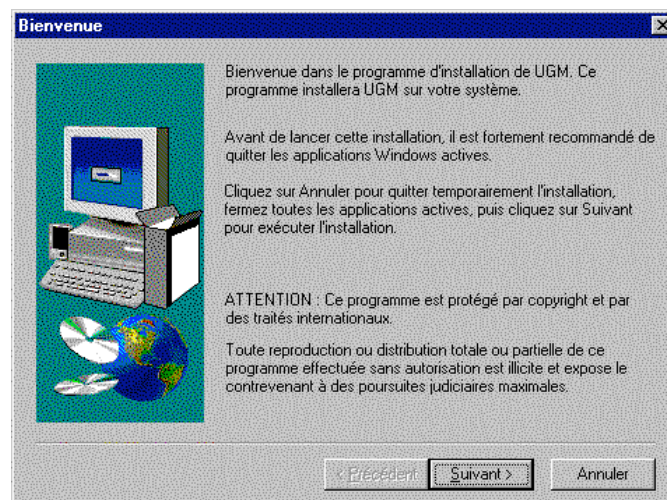 Bienvenue
Bienvenue dans le programme d'installation de UGM. Ce
programme installera UGM sur votre système.
Avant de lancer cette installation, il est fortement recommandé de
quitter les applications Windows actives.
Cliquez sur Annuler pour quitter temporairement l'installation,
fermez toutes les applications actives, puis cliquez sur Suivant
pour exécuter l'installation.
ATTENTION : Ce programme est protégé par copyright et par
des traités internationaux.
Toute reproduction ou distribution totale ou partielle de ce
programme effectuée sans autorisation est illicite et expose le
contrevenant à des poursuites judiciaires maximales.
< Précédent
Suivant >
Annuler